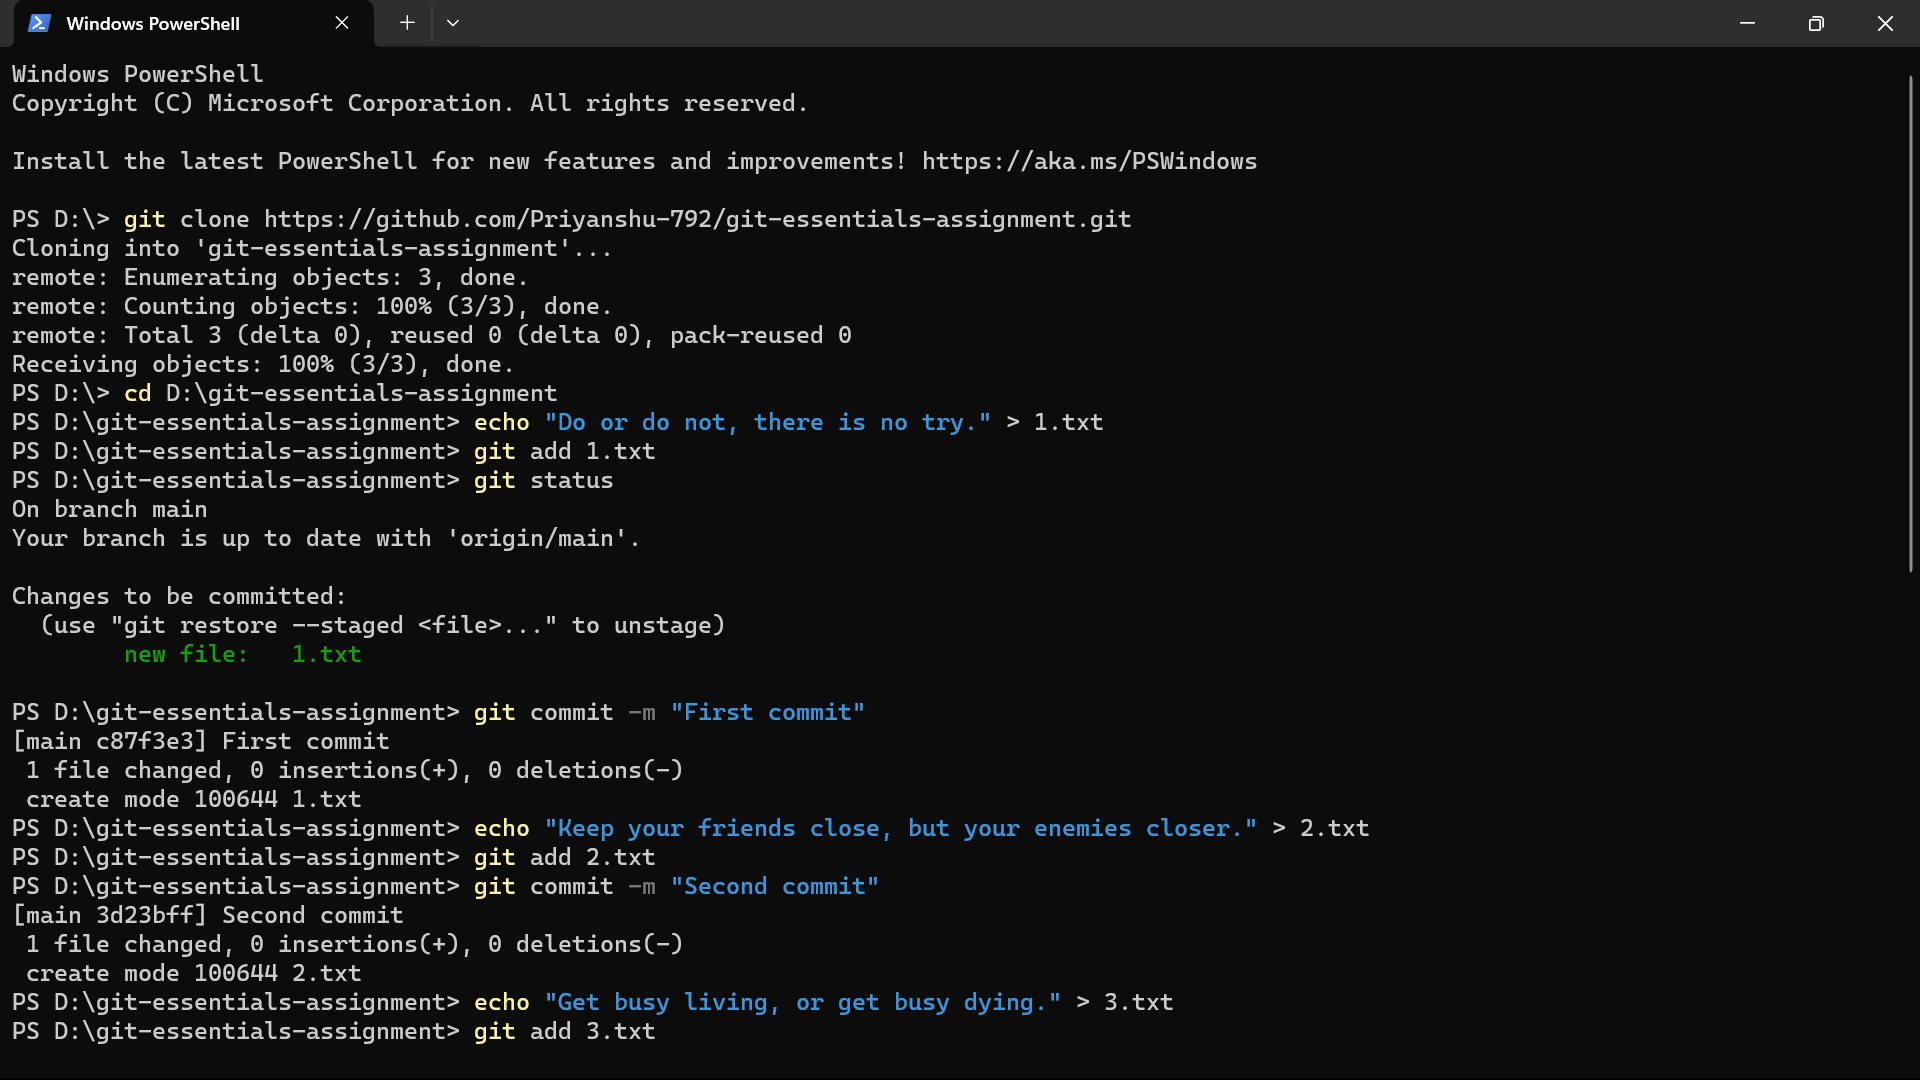 Windows PowerShell
Windows PowerShell
Copyright (C) Microsoft Corporation. All rights reserved.
Install the latest PowerShell for new features and improvements! https://aka.ms/PSWindows
PS D:\> git clone https://github.com/Priyanshu-792/git-essentials-assignment.git
Cloning into 'git-essentials-assignment'...
remote: Enumerating objects: 3, done.
remote: Counting objects: 100% (3/3), done.
remote: Total 3 (delta 0), reused 0 (delta 0), pack-reused 0
Receiving objects: 100% (3/3), done.
PS D:\> cd D:\git-essentials-assignment
PS D:\git-essentials-assignment> echo "Do or do not, there is no try." > 1.txt
PS D:\git-essentials-assignment> git add 1.txt
PS D:\git-essentials-assignment> git status
On branch main
Your branch is up to date with 'origin/main'.
Changes to be committed:
  (use "git restore --staged <file>..." to unstage)
        new file:   1.txt
PS D:\git-essentials-assignment> git commit -m "First commit"
[main c87f3e3] First commit
 1 file changed, 0 insertions(+), 0 deletions(-)
 create mode 100644 1.txt
PS D:\git-essentials-assignment> echo "Keep your friends close, but your enemies closer." > 2.txt
PS D:\git-essentials-assignment> git add 2.txt
PS D:\git-essentials-assignment> git commit -m "Second commit"
[main 3d23bff] Second commit
 1 file changed, 0 insertions(+), 0 deletions(-)
 create mode 100644 2.txt
PS D:\git-essentials-assignment> echo "Get busy living, or get busy dying." > 3.txt
PS D:\git-essentials-assignment> git add 3.txt